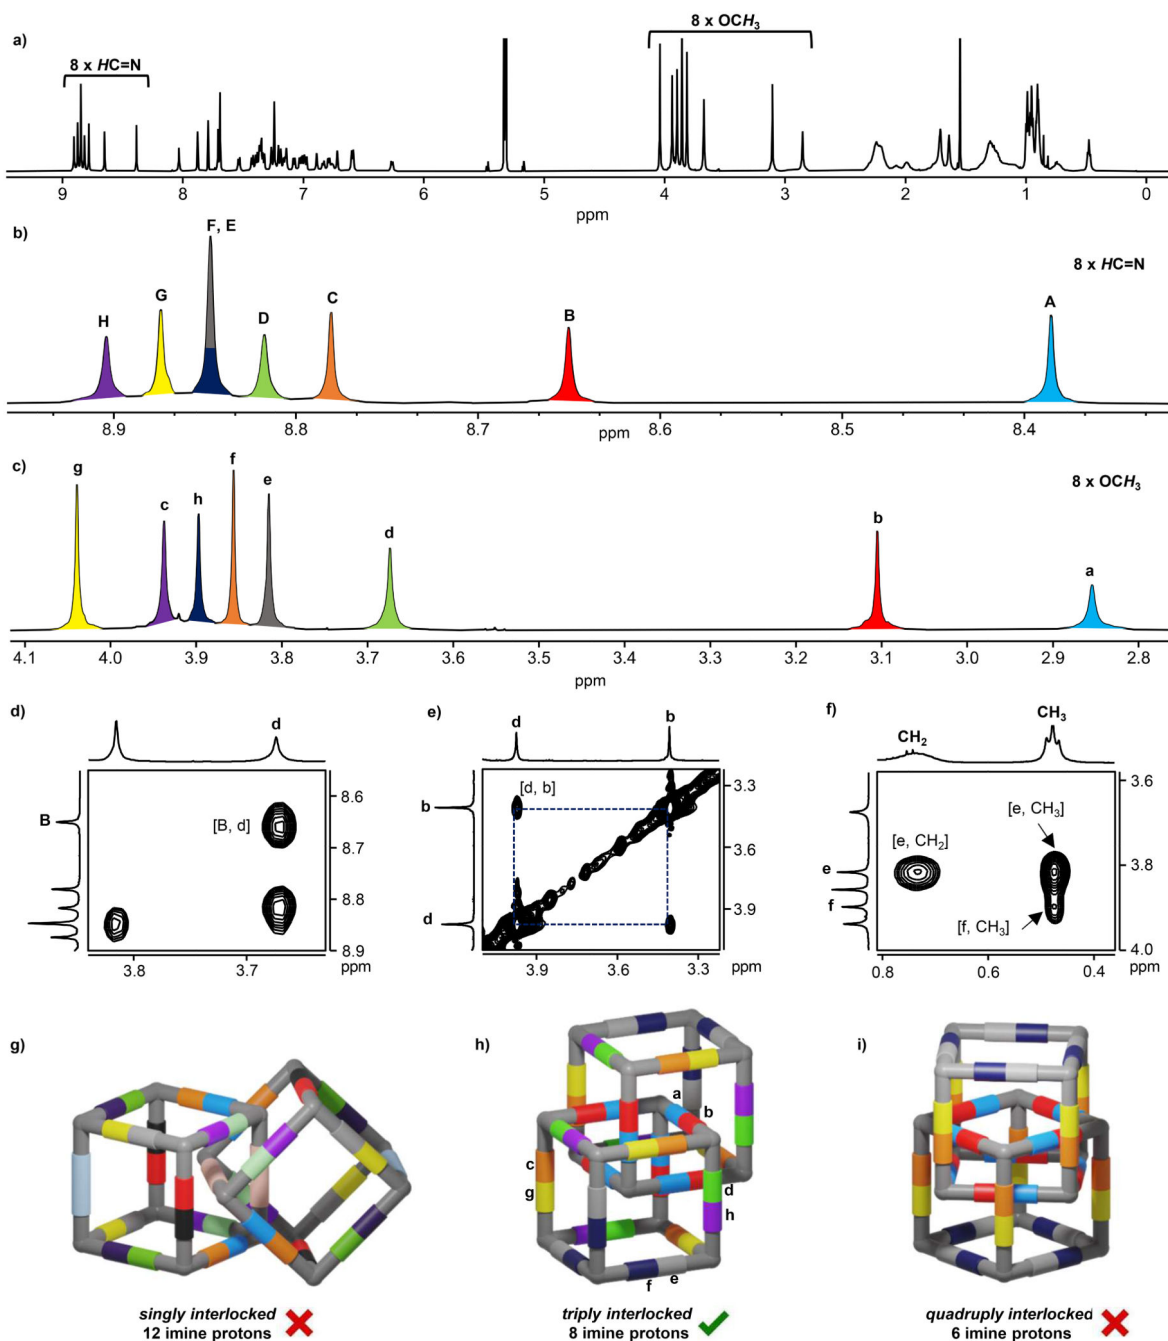 a)
8 x HC=N
8 x OCH3
9 8 7 6 5 4 3 2 1 0
ppm
b)
8 x HC=N
H G F, E D C B A
8.9 8.8 8.7 8.6 8.5 8.4
ppm
c)
8 x OCH3
g c h f e d b a
4.1 4.0 3.9 3.8 3.7 3.6 3.5 3.4 3.3 3.2 3.1 3.0 2.9 2.8
ppm
d)
d
B
[B, d]
8.6
8.7
8.8
8.9
3.8 3.7 ppm
e)
d b
b
d
[d, b]
3.3
3.6
3.9
3.9 3.6 3.3 ppm
f)
CH2 CH3
e
f
[e, CH3]
[e, CH2]
[f, CH3]
3.6
3.8
4.0
0.8 0.6 0.4 ppm
g)
singly interlocked
12 imine protons
h)
a
b
c
g
d
h
e
f
triply interlocked
8 imine protons
i)
quadruply interlocked
6 imine protons